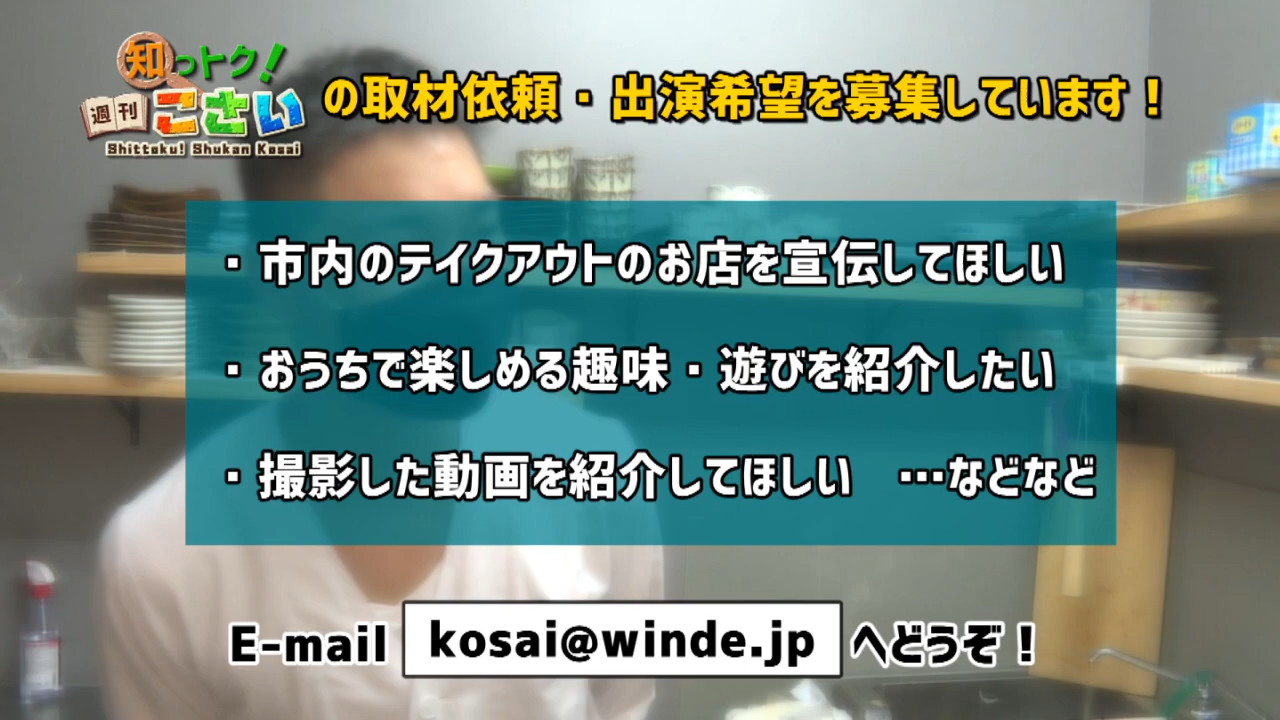 知っトク!
週刊 こさい
Shittoku! Shukan Kosai
の取材依頼・出演希望を募集しています!
・市内のテイクアウトのお店を宣伝してほしい
・おうちで楽しめる趣味・遊びを紹介したい
・撮影した動画を紹介してほしい　…などなど
E-mail kosai@winde.jp へどうぞ!